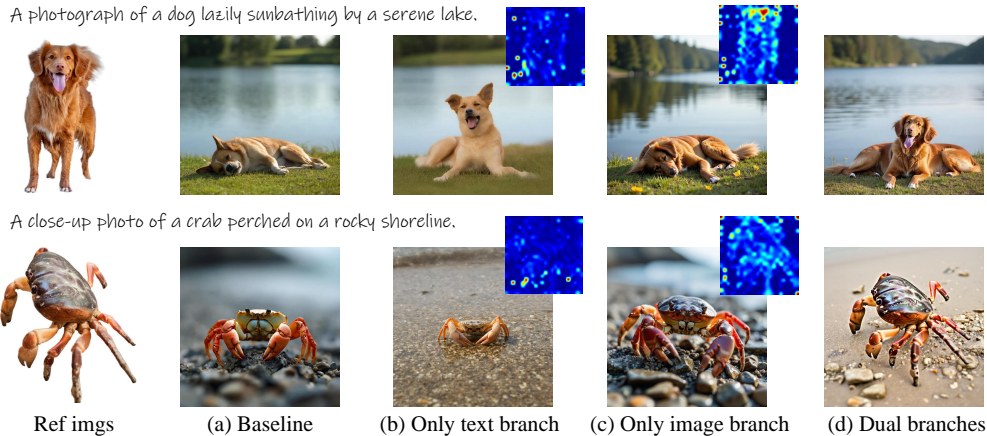 A photograph of a dog lazily sunbathing by a serene lake.
A close-up photo of a crab perched on a rocky shoreline.
Ref imgs (a) Baseline (b) Only text branch (c) Only image branch (d) Dual branches